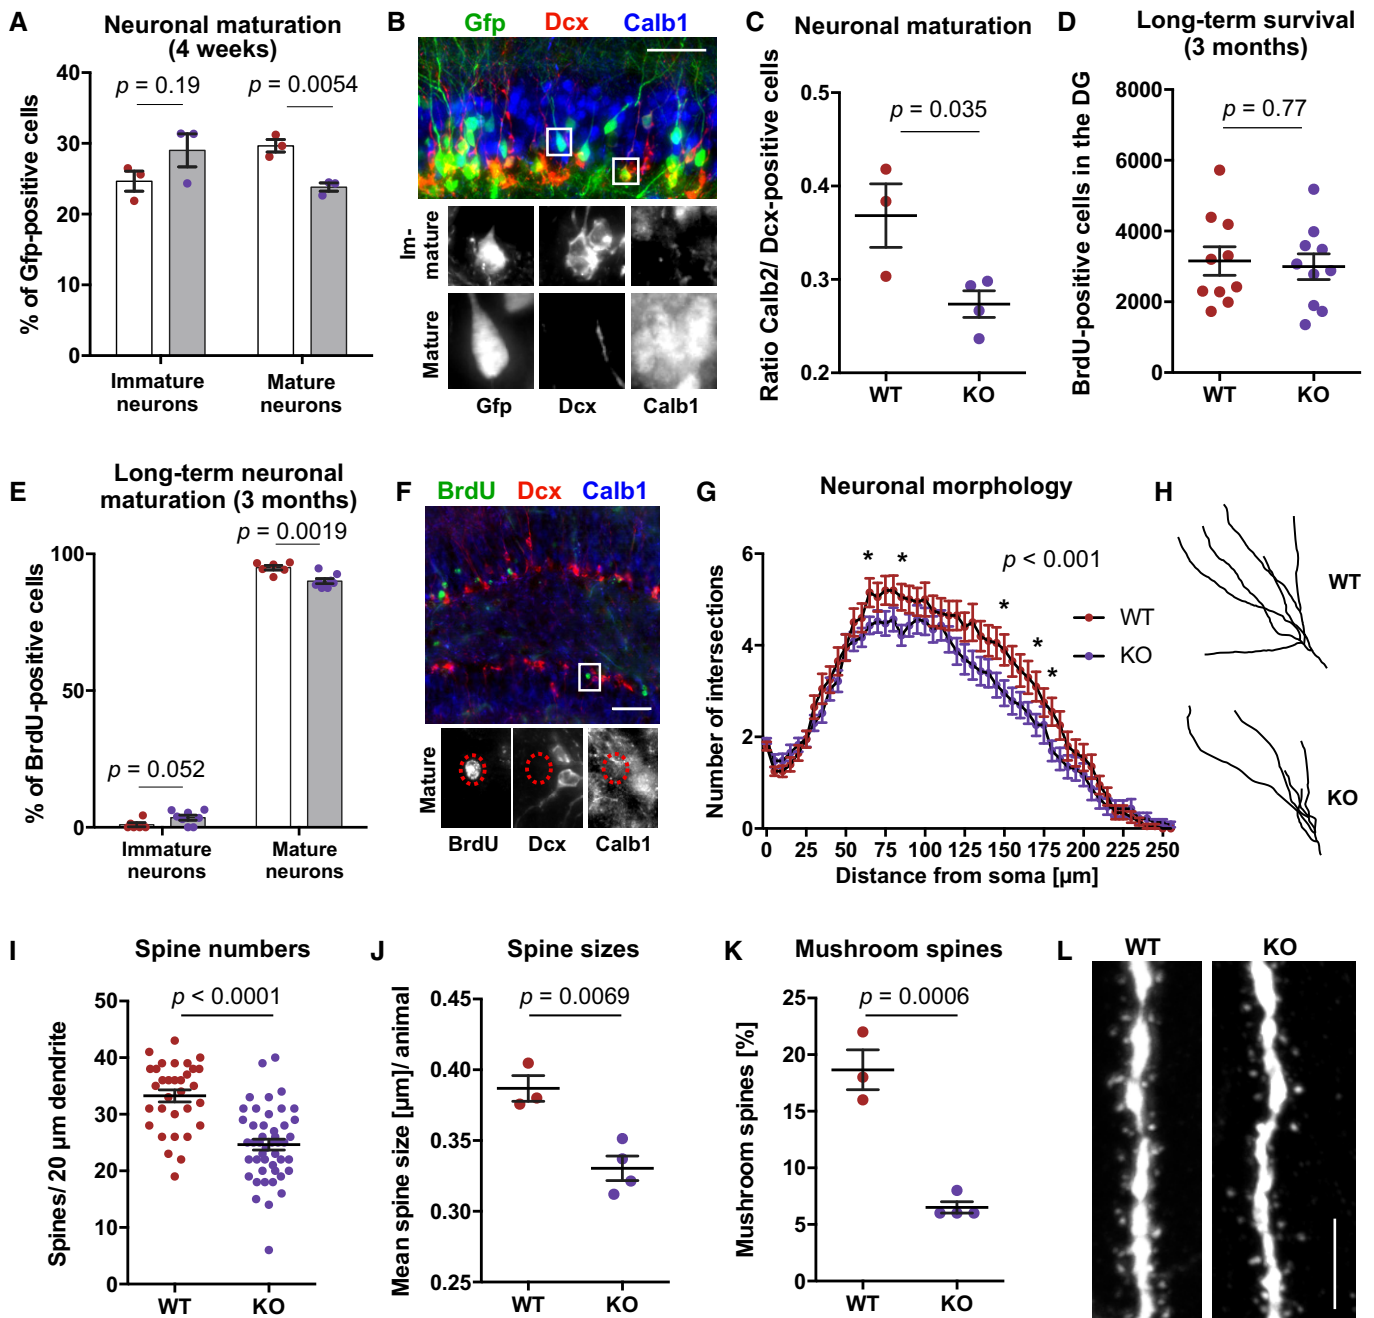 A
Neuronal maturation
(4 weeks)
% of Gfp-positive cells
40
30
20
10
0
p = 0.19
p = 0.0054
Immature
neurons
Mature
neurons
B
Gfp Dcx Calb1
Im-
mature
Mature
Gfp Dcx Calb1
C
Neuronal maturation
Ratio Calb2/ Dcx-positive cells
0.5
0.4
0.3
0.2
p = 0.035
WT KO
D
Long-term survival
(3 months)
BrdU-positive cells in the DG
8000
6000
4000
2000
0
p = 0.77
WT KO
E
Long-term neuronal
maturation (3 months)
% of BrdU-positive cells
100
50
0
p = 0.052
p = 0.0019
Immature
neurons
Mature
neurons
F
BrdU Dcx Calb1
Mature
BrdU Dcx Calb1
G
Neuronal morphology
Number of intersections
6
4
2
0
p < 0.001
* * * * *
WT
KO
0 25 50 75 100 125 150 175 200 225 250
Distance from soma [µm]
H
WT
KO
I
Spine numbers
Spines/ 20 µm dendrite
50
40
30
20
10
0
p < 0.0001
WT KO
J
Spine sizes
Mean spine size [µm]/ animal
0.45
0.40
0.35
0.30
0.25
p = 0.0069
WT KO
K
Mushroom spines
Mushroom spines [%]
25
20
15
10
5
0
p = 0.0006
WT KO
L
WT KO